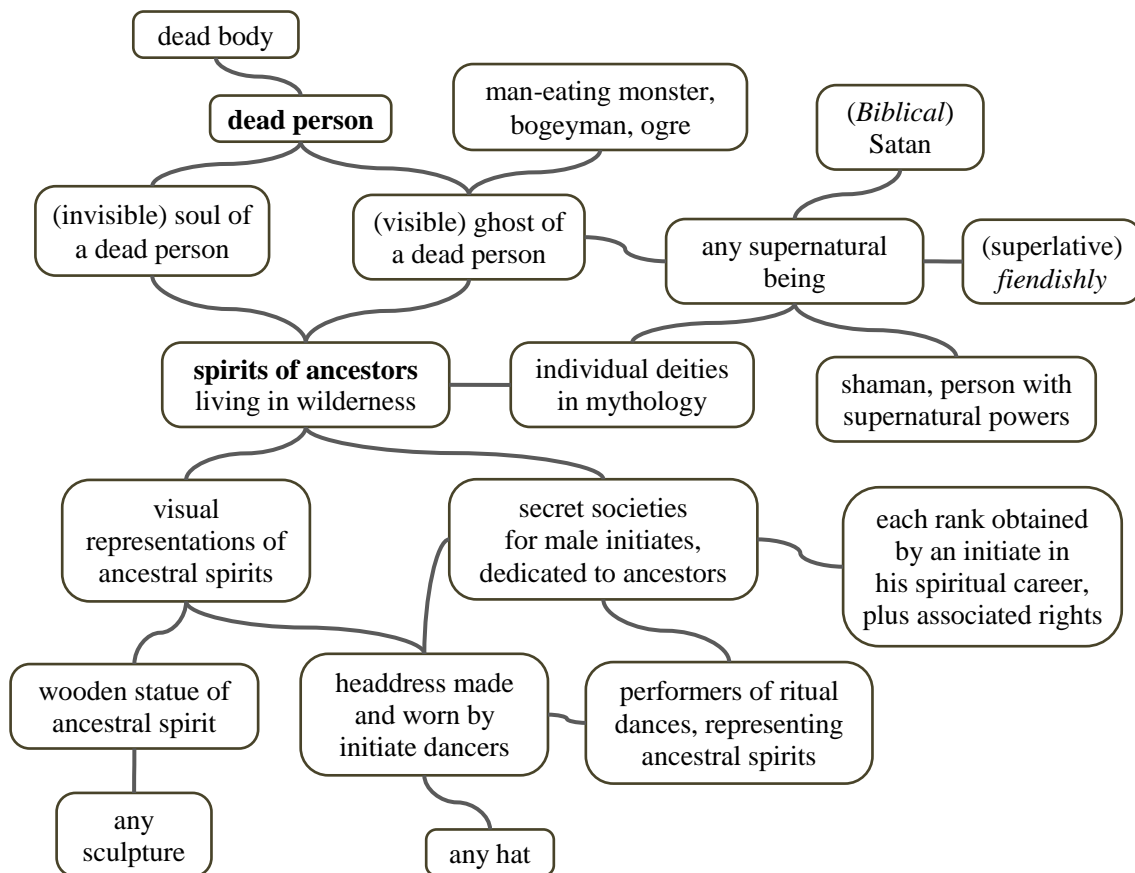 dead body
dead person
man-eating monster,
bogeyman, ogre
(Biblical)
Satan
(invisible) soul of
a dead person
(visible) ghost of
a dead person
any supernatural
being
(superlative)
fiendishly
spirits of ancestors
living in wilderness
individual deities
in mythology
shaman, person with
supernatural powers
visual
representations of
ancestral spirits
secret societies
for male initiates,
dedicated to ancestors
each rank obtained
by an initiate in
his spiritual career,
plus associated rights
wooden statue of
ancestral spirit
headdress made
and worn by
initiate dancers
performers of ritual
dances, representing
ancestral spirits
any
sculpture
any hat